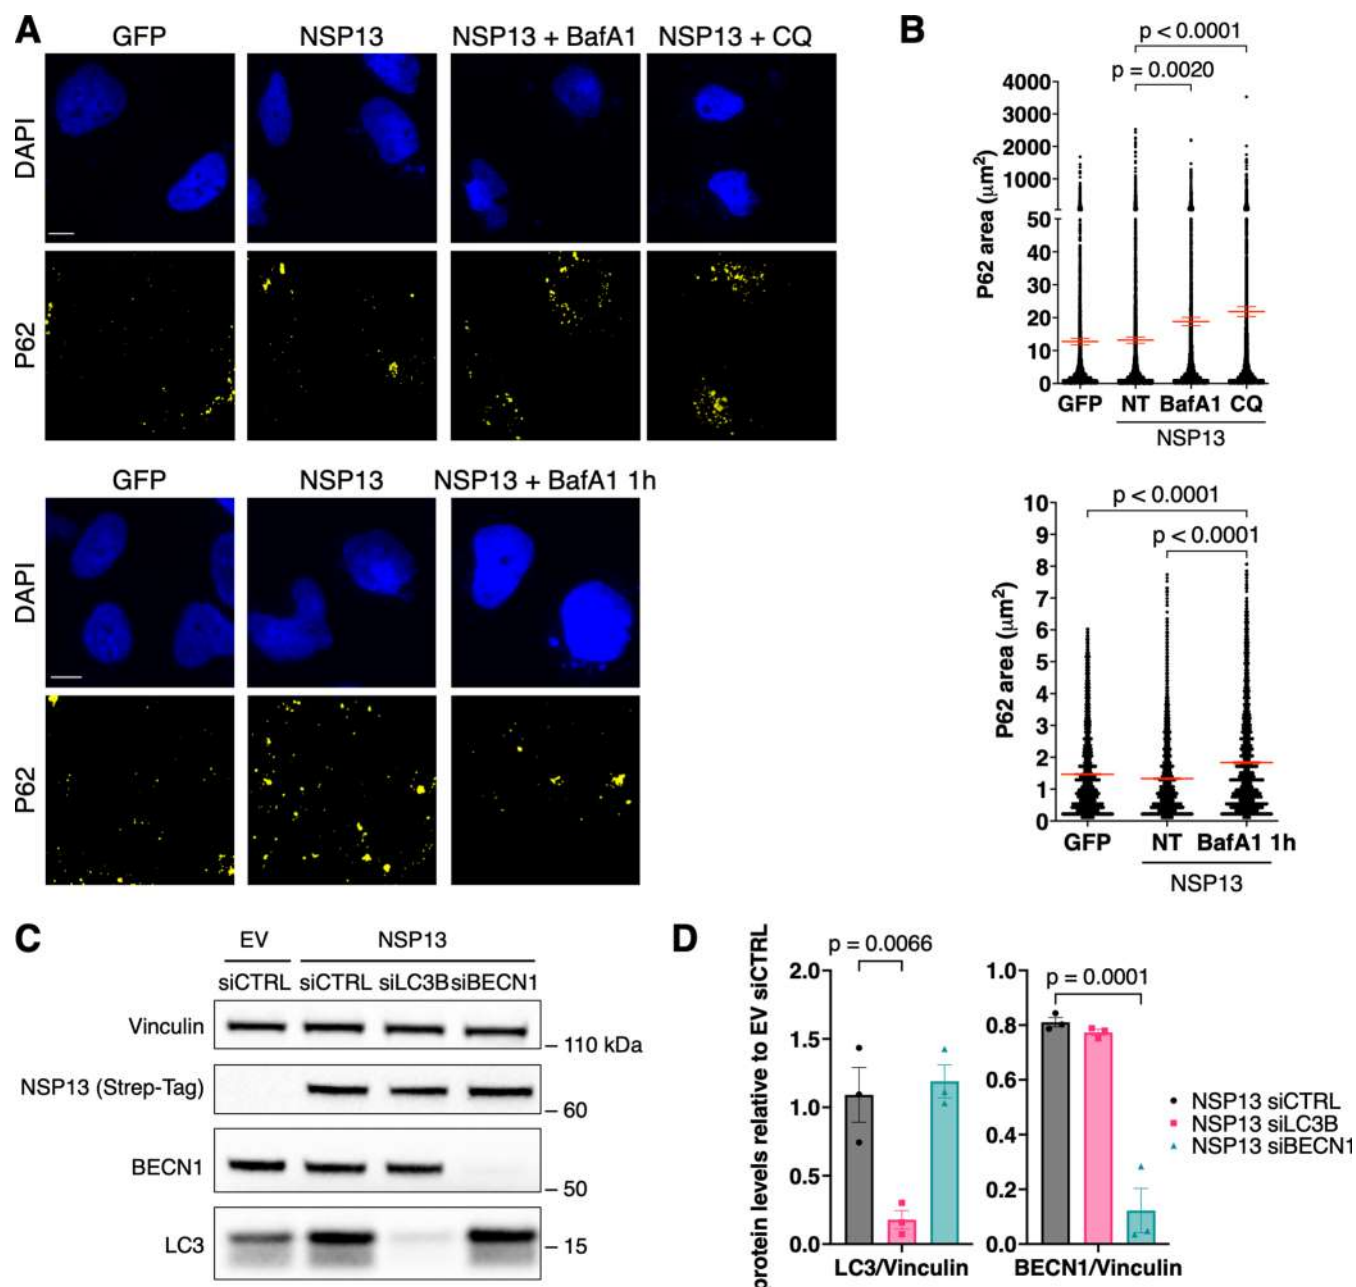 A
GFP NSP13 NSP13 + BafA1 NSP13 + CQ
DAPI
P62
GFP NSP13 NSP13 + BafA1 1h
DAPI
P62
B
p < 0.0001
p = 0.0020
P62 area (μm²)
4000
3000
2000
1000
50
40
30
20
10
0
GFP NT BafA1 CQ
NSP13
p < 0.0001
p < 0.0001
P62 area (μm²)
10
9
8
7
6
5
4
3
2
1
0
GFP NT BafA1 1h
NSP13
C
EV NSP13
siCTRL siCTRL siLC3B siBECN1
Vinculin
110 kDa
NSP13 (Strep-Tag)
60
BECN1
50
LC3
15
D
protein levels relative to EV siCTRL
p = 0.0066
2.0
1.5
1.0
0.5
0.0
LC3/Vinculin
p = 0.0001
1.0
0.8
0.6
0.4
0.2
0.0
BECN1/Vinculin
NSP13 siCTRL
NSP13 siLC3B
NSP13 siBECN1